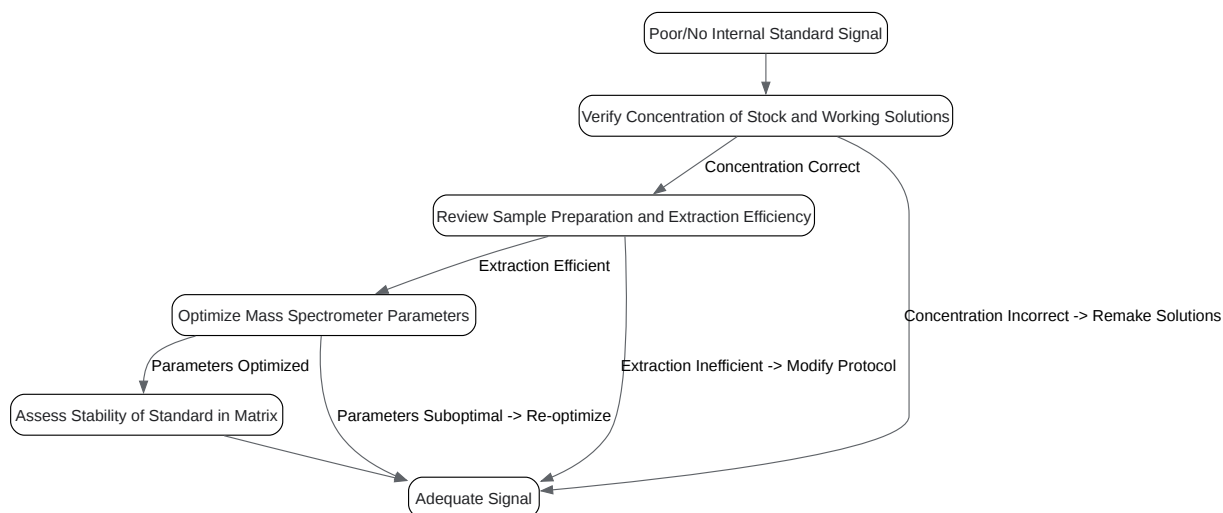 Poor/No Internal Standard Signal
Verify Concentration of Stock and Working Solutions
Concentration Correct
Review Sample Preparation and Extraction Efficiency
Extraction Efficient
Optimize Mass Spectrometer Parameters
Concentration Incorrect -> Remake Solutions
Parameters Optimized
Extraction Inefficient -> Modify Protocol
Assess Stability of Standard in Matrix
Parameters Suboptimal -> Re-optimize
Adequate Signal